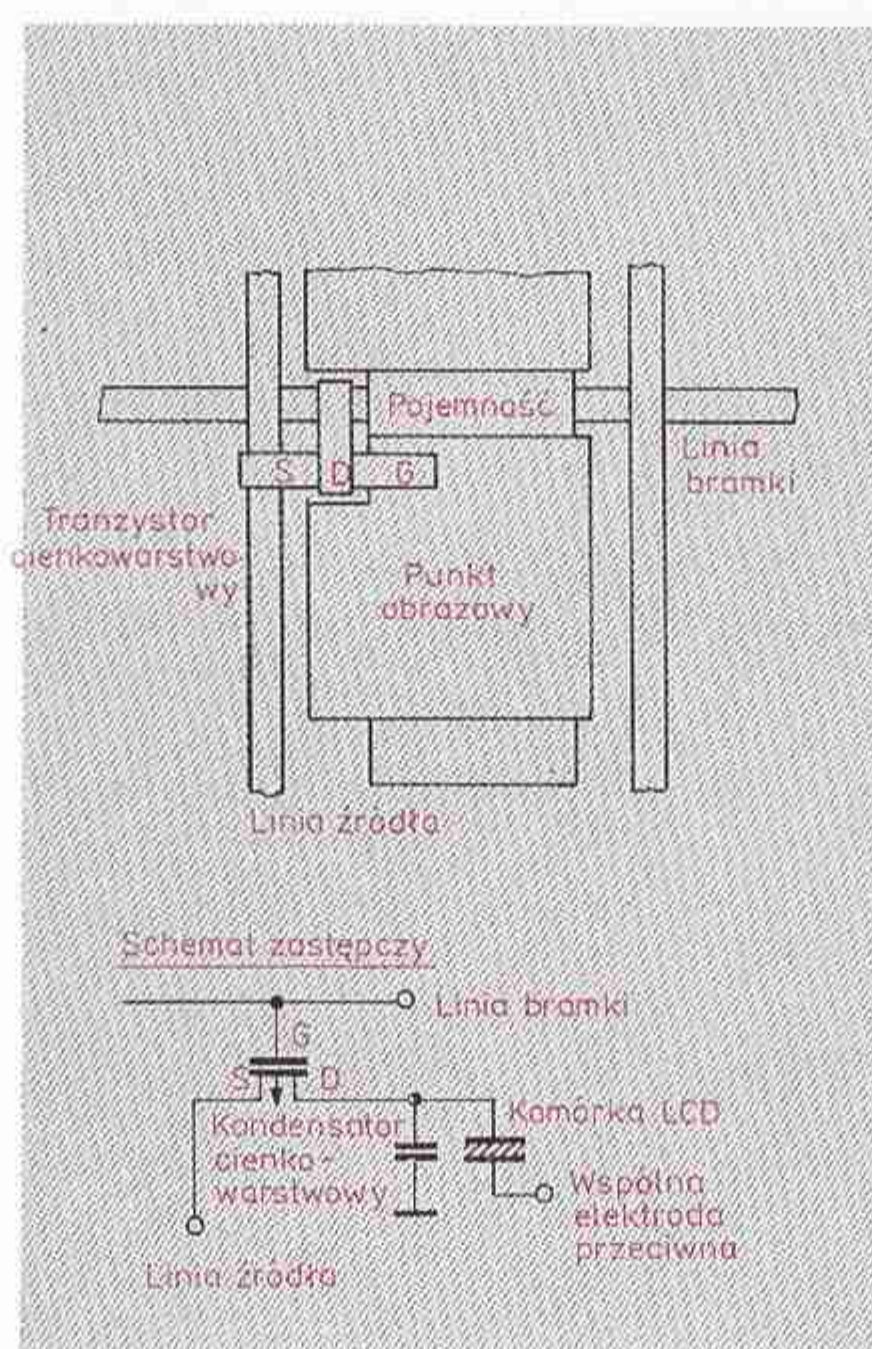 Pojemność
Linia
bramki
S D G
Tranzystor
cienkowarstwo-
wy
Punkt
obrazowy
Linia źródła
Schemat zastępczy
Linia bramki
G
S D
Kondensator
cienko-
warstwowy
Komórka LCD
Wspólna
elektroda
przeciwna
Linia źródła